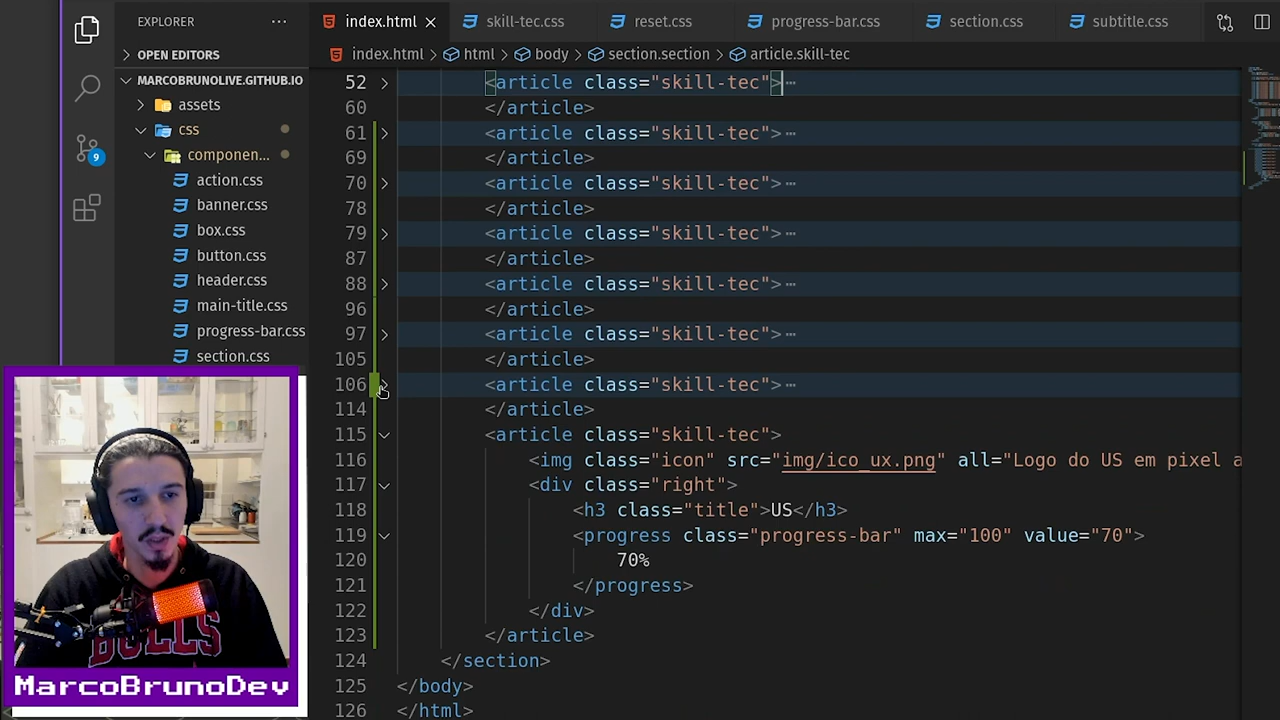 EXPLORER
OPEN EDITORS
MARCOBRUNOLIVE.GITHUB.IO
assets
css
componen...
action.css
banner.css
box.css
button.css
header.css
main-title.css
progress-bar.css
section.css
9
index.html
skill-tec.css
reset.css
progress-bar.css
section.css
subtitle.css
index.html > html > body > section.section > article.skill-tec
52 <article class="skill-tec">
60 </article>
61 <article class="skill-tec">
69 </article>
70 <article class="skill-tec">
78 </article>
79 <article class="skill-tec">
87 </article>
88 <article class="skill-tec">
96 </article>
97 <article class="skill-tec">
105 </article>
106 <article class="skill-tec">
114 </article>
115 <article class="skill-tec">
116 <img class="icon" src="img/ico_ux.png" all="Logo do US em pixel a
117 <div class="right">
118 <h3 class="title">US</h3>
119 <progress class="progress-bar" max="100" value="70">
120 70%
121 </progress>
122 </div>
123 </article>
124 </section>
125 </body>
126 </html>
BULLS
MarcoBrunoDev